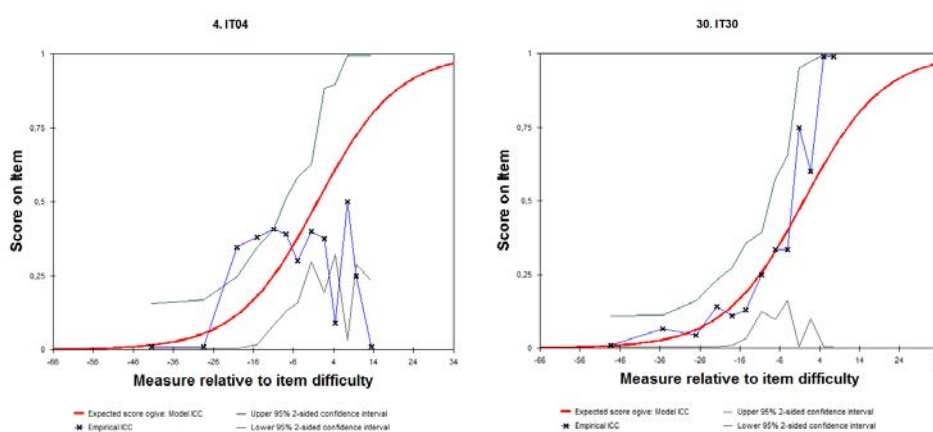 4. IT04
1
0,75
0,5
0,25
0
Score on Item
-66 -56 -46 -36 -26 -16 -6 4 14 24 34
Measure relative to item difficulty
Expected score ogive: Model ICC
Upper 95% 2-sided confidence interval
Empirical ICC
Lower 95% 2-sided confidence interval
30. IT30
1
0,75
0,5
0,25
0
Score on Item
-66 -56 -46 -36 -26 -16 -6 4 14 24
Measure relative to item difficulty
Expected score ogive: Model ICC
Upper 95% 2-sided confidence interval
Empirical ICC
Lower 95% 2-sided confidence interval